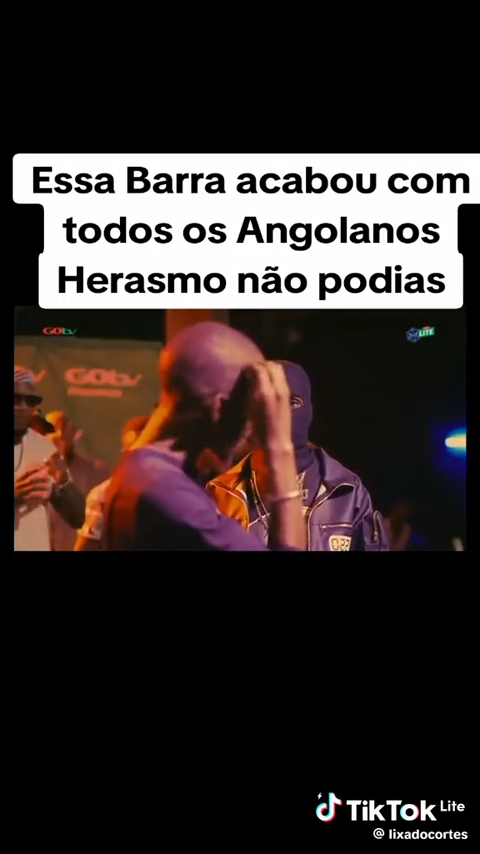 Essa Barra acabou com
todos os Angolanos
Herasmo não podias
GOtv
LITE
GOtv
TikTok Lite
@ lixadocortes